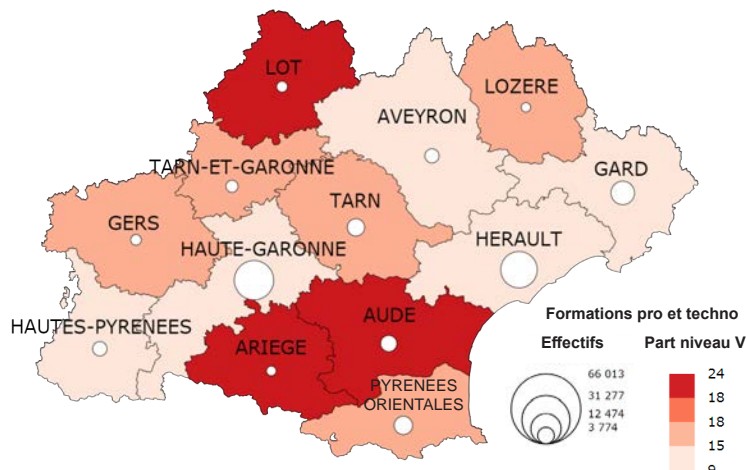 LOT
LOZERE
AVEYRON
TARN-ET-GARONNE
GARD
TARN
GERS
HERAULT
HAUTE-GARONNE
AUDE
HAUTES-PYRENEES
ARIEGE
PYRENEES
ORIENTALES
Formations pro et techno
Effectifs
66 013
31 277
12 474
3 774
Part niveau V
24
18
18
15
9